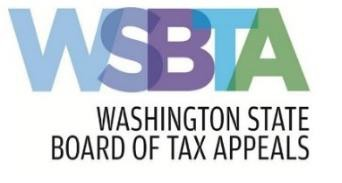 WSBTA
WASHINGTON STATE
BOARD OF TAX APPEALS